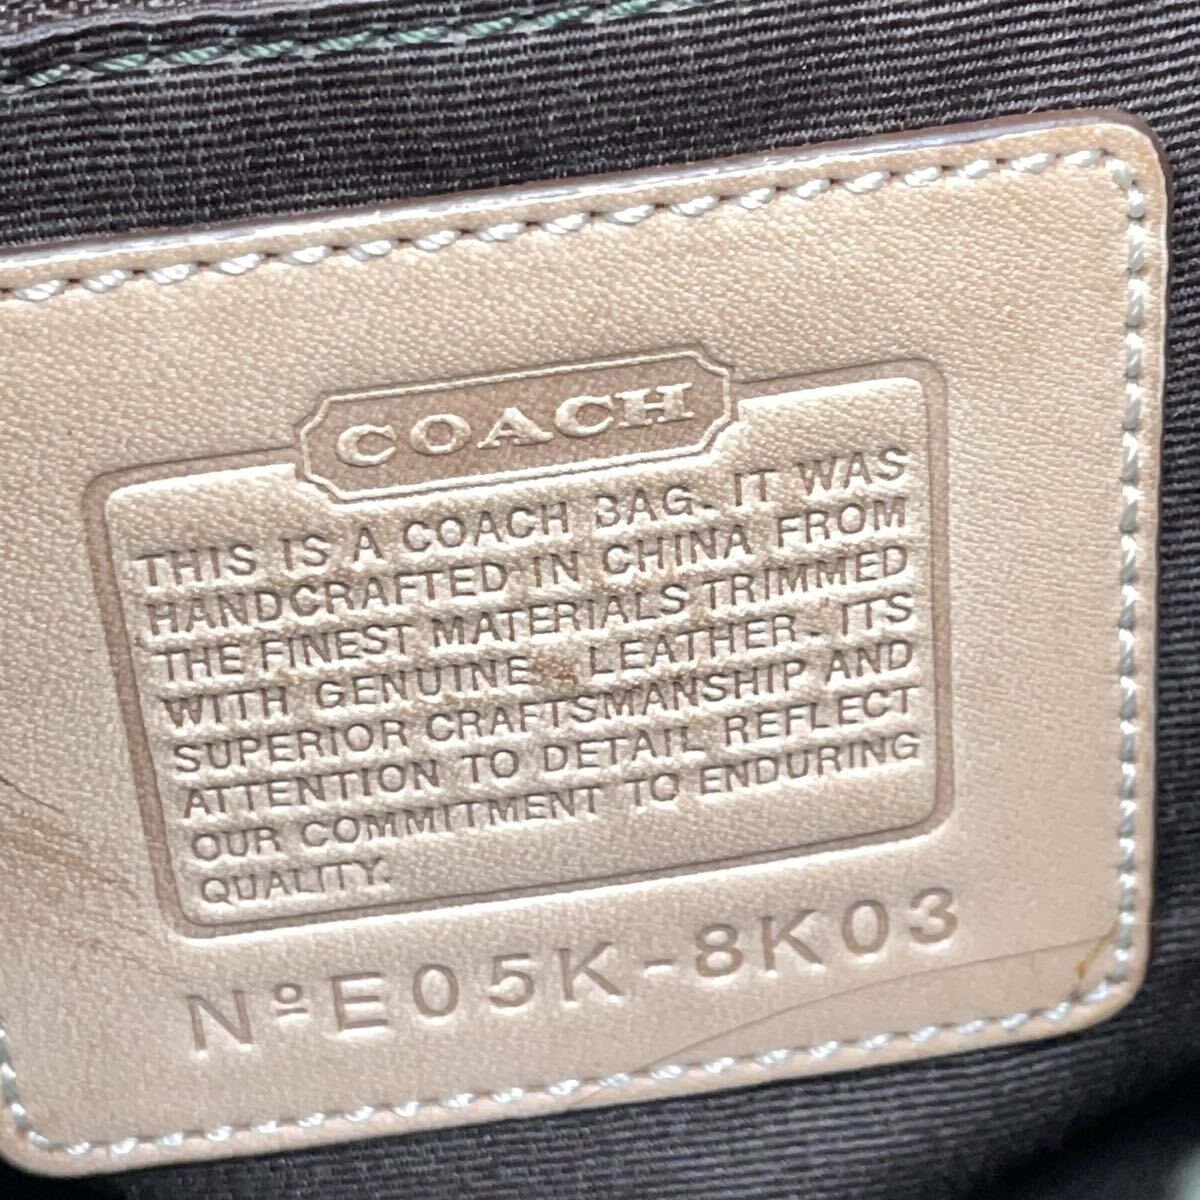 COACH
THIS IS A COACH BAG. IT WAS
HANDCRAFTED IN CHINA FROM
THE FINEST MATERIALS TRIMMED
WITH GENUINE LEATHER. ITS
SUPERIOR CRAFTSMANSHIP AND
ATTENTION TO DETAIL REFLECT
OUR COMMITMENT TO ENDURING
QUALITY.
Nº E05K-8K03